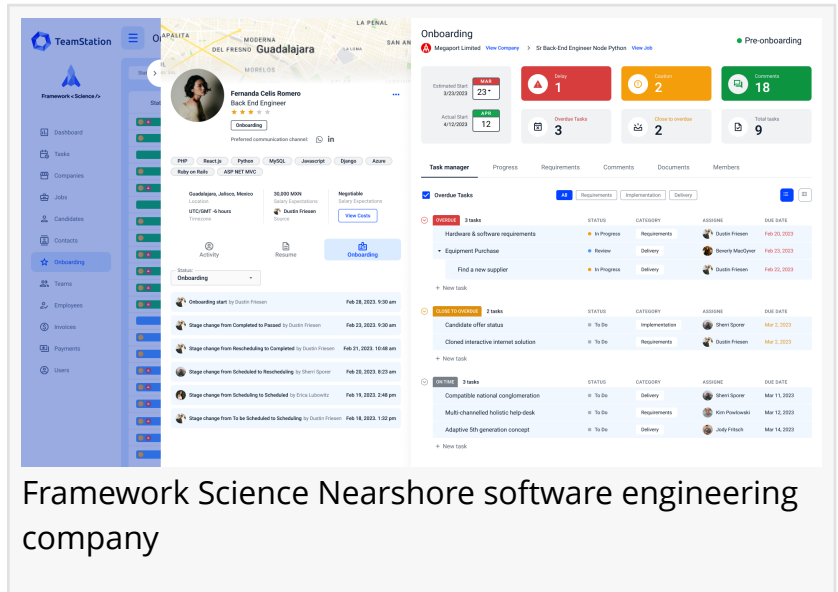 TeamStation
Framework < Science />
Dashboard
Tasks
Companies
Jobs
Candidates
Contacts
Onboarding
Teams
Employees
Invoices
Payments
Users
LA PENAL
MODERNA
DEL FRESNO Guadalajara
LA LUNA
SAN AN
MORELOS
Fernanda Celis Romero
Back End Engineer
Onboarding
Preferred communication channel:
in
PHP React.js Python MySQL Javascript Django Azure
Ruby on Rails ASP NET MVC
Guadalajara, Jalisco, Mexico
Location
30,000 MXN
Salary Expectations
Negotiable
Salary Expectations
UTC/GMT -6 hours
Timezone
Dustin Friesen
Source
View Costs
Activity
Resume
Onboarding
Status:
Onboarding
Onboarding start by Dustin Friesen Feb 28, 2023. 9:30 am
Stage change from Completed to Passed by Dustin Friesen Feb 23, 2023. 9:30 am
Stage change from Rescheduling to Completed by Dustin Friesen Feb 21, 2023. 10:48 am
Stage change from Scheduled to Rescheduling by Sherri Sporer Feb 20, 2023. 8:23 am
Stage change from Scheduling to Scheduled by Erica Lubowitz Feb 19, 2023. 2:48 pm
Stage change from To be Scheduled to Scheduling by Dustin Friesen Feb 18, 2023. 1:32 pm
Onboarding
Megaport Limited View Company > Sr Back-End Engineer Node Python View Job
Pre-onboarding
Estimated Start
3/23/2023
MAR
23
Actual Start
4/12/2023
APR
12
Delay
1
Caution
2
Comments
18
Overdue Tasks
3
Close to overdue
2
Total tasks
9
Task manager Progress Requirements Comments Documents Members
Overdue Tasks
All Requirements Implementation Delivery
OVERDUE 3 tasks STATUS CATEGORY ASSIGNE DUE DATE
Hardware & software requirements In Progress Requirements Dustin Friesen Feb 20, 2023
Equipment Purchase Review Delivery Beverly MacGyver Feb 23, 2023
Find a new supplier In Progress Delivery Dustin Friesen Feb 22, 2023
+ New task
CLOSE TO OVERDUE 2 tasks STATUS CATEGORY ASSIGNE DUE DATE
Candidate offer status To Do Implementation Sherri Sporer Mar 2, 2023
Cloned interactive internet solution To Do Requirements Dustin Friesen Mar 2, 2023
+ New task
ON TIME 3 tasks STATUS CATEGORY ASSIGNE DUE DATE
Compatible national conglomeration To Do Delivery Sherri Sporer Mar 11, 2023
Multi-channelled holistic help-desk To Do Requirements Kim Powlowski Mar 12, 2023
Adaptive 5th generation concept To Do Delivery Jody Fritsch Mar 14, 2023
+ New task
Framework Science Nearshore software engineering
company